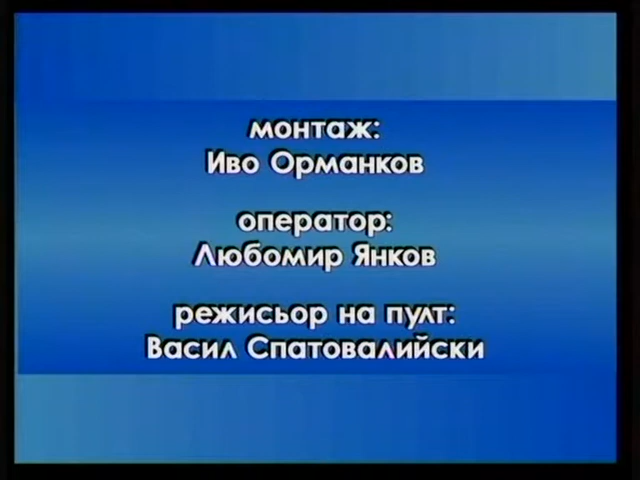 монтаж:
Иво Орманков
оператор:
Любомир Янков
режисьор на пулт:
Васил Спатовалийски